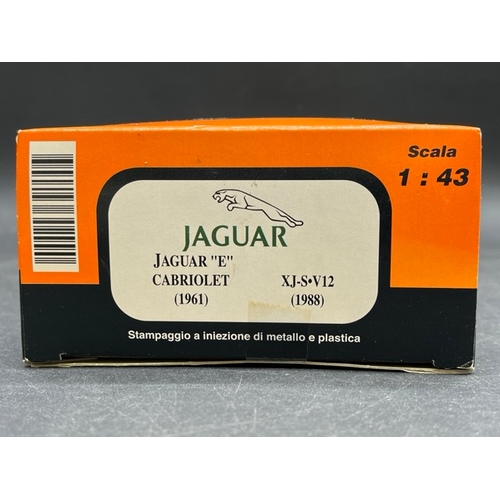 Scala
1 : 43
JAGUAR
JAGUAR "E"
CABRIOLET
(1961)
XJ-S•V12
(1988)
Stampaggio a iniezione di metallo e plastica